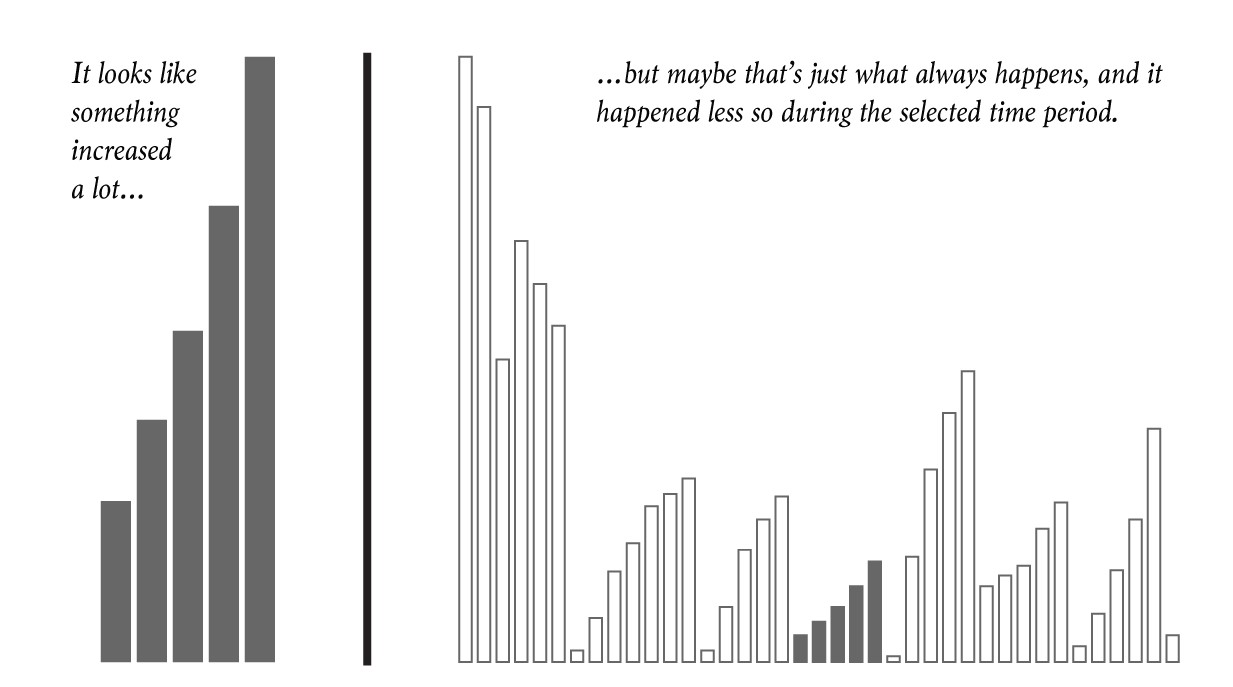 It looks like
something
increased
a lot...
...but maybe that’s just what always happens, and it
happened less so during the selected time period.